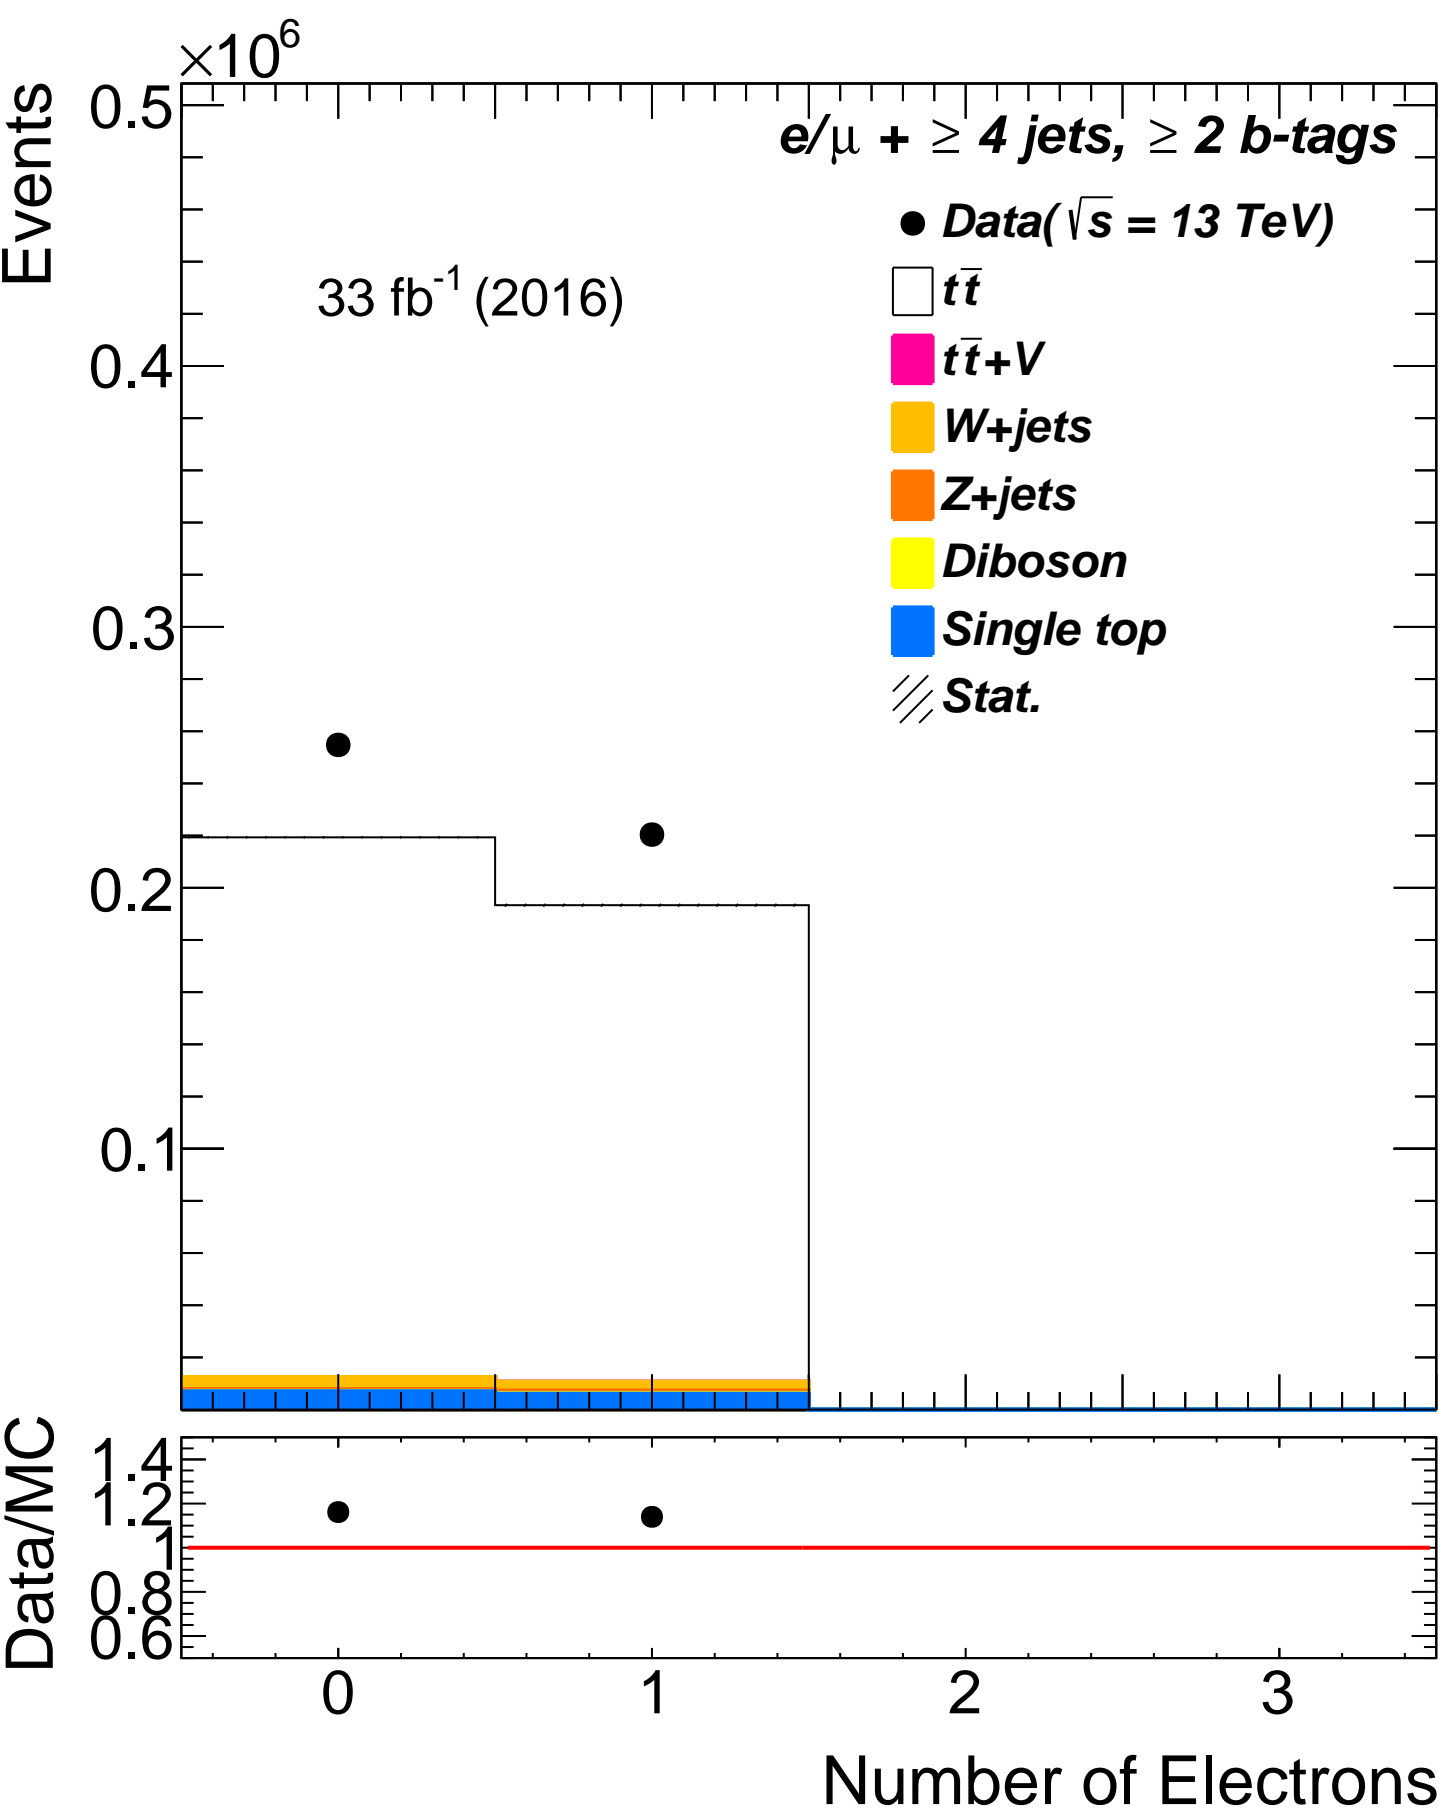 ×10⁶
Events
0.5
0.4
0.3
0.2
0.1
e/μ + ≥ 4 jets, ≥ 2 b-tags
33 fb⁻¹ (2016)
Data(√s = 13 TeV)
tt̅
tt̅+V
W+jets
Z+jets
Diboson
Single top
Stat.
Data/MC
1.4
1.2
1
0.8
0.6
0 1 2 3
Number of Electrons